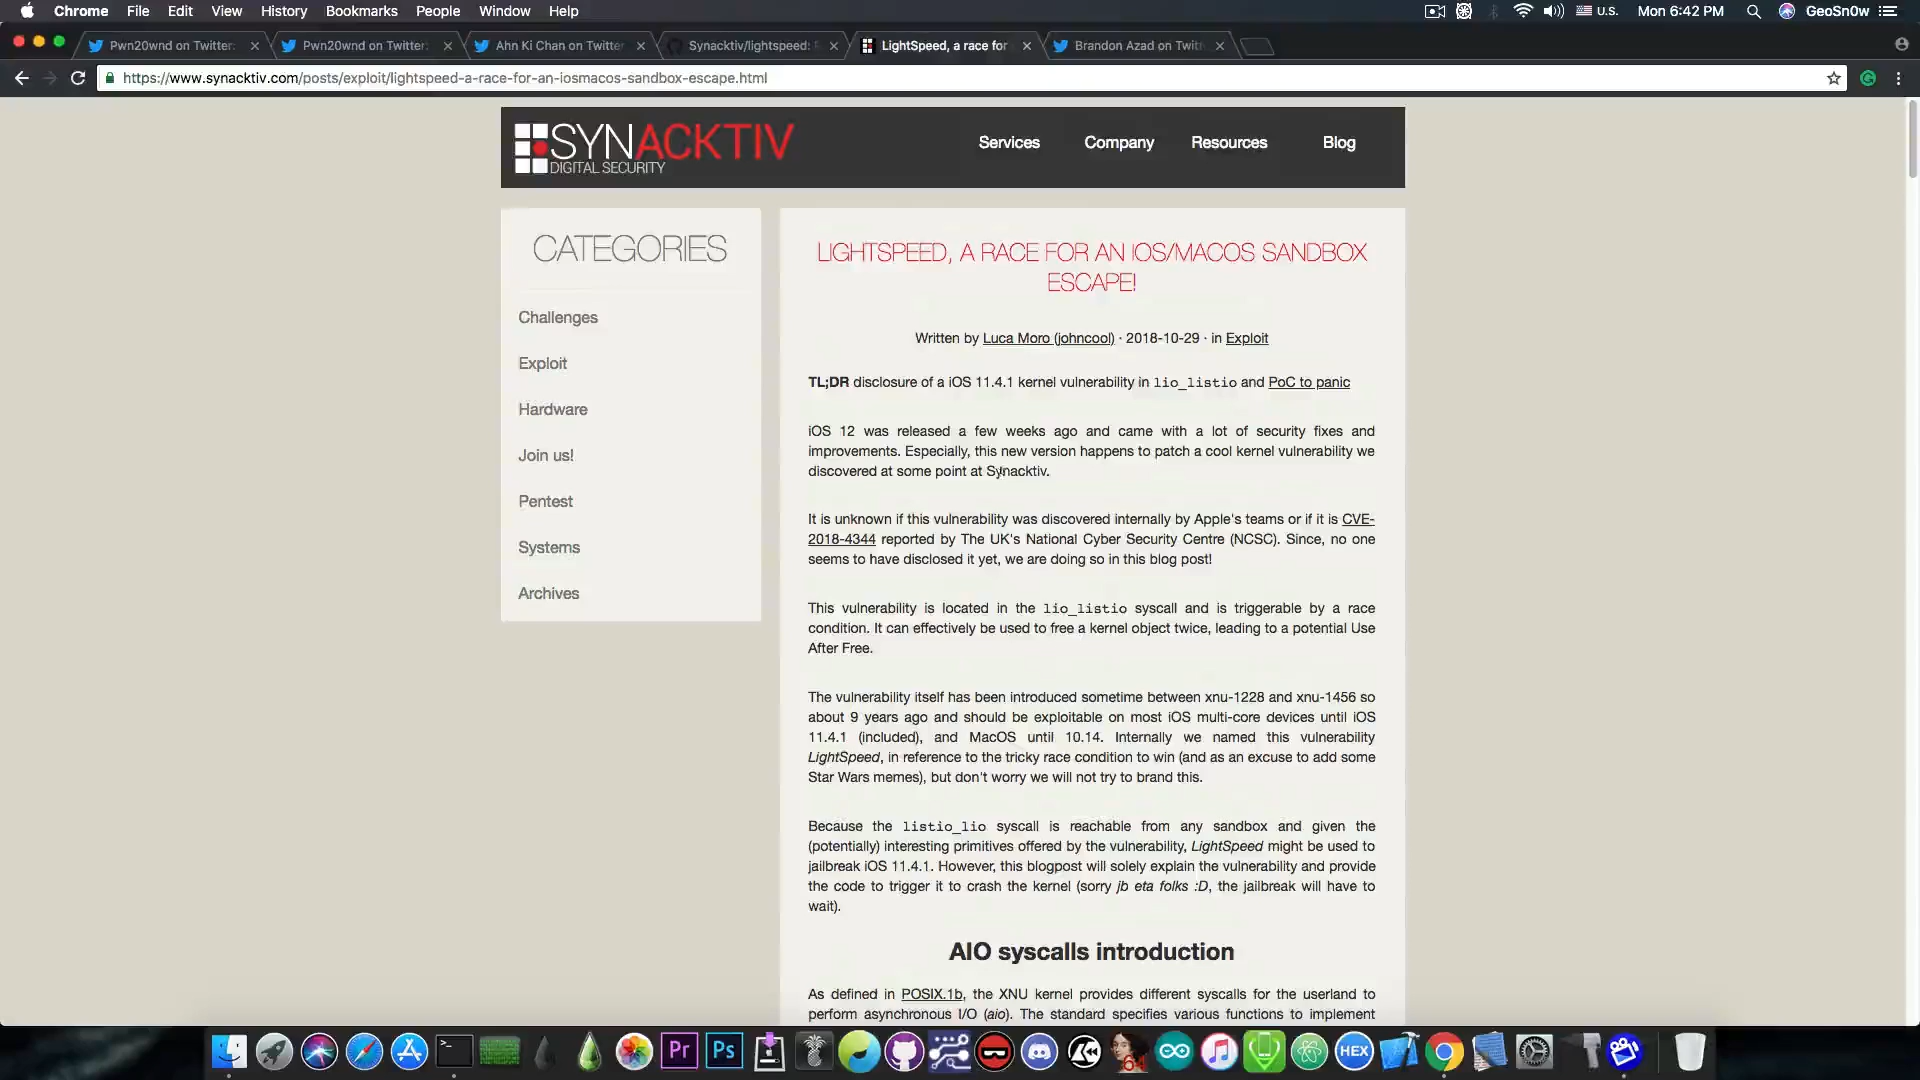 Chrome File Edit View History Bookmarks People Window Help U.S. Mon 6:42 PM GeoSn0w
Pwn20wnd on Twitter: Pwn20wnd on Twitter: Ahn Ki Chan on Twitter Synacktiv/lightspeed: LightSpeed, a race for Brandon Azad on Twitt
https://www.synacktiv.com/posts/exploit/lightspeed-a-race-for-an-iosmacos-sandbox-escape.html
SYNACKTIV
DIGITAL SECURITY
Services Company Resources Blog
CATEGORIES
Challenges
Exploit
Hardware
Join us!
Pentest
Systems
Archives
LIGHTSPEED, A RACE FOR AN IOS/MACOS SANDBOX
ESCAPE!
Written by Luca Moro (johncool) · 2018-10-29 · in Exploit
TL;DR disclosure of a iOS 11.4.1 kernel vulnerability in lio_listio and PoC to panic
iOS 12 was released a few weeks ago and came with a lot of security fixes and
improvements. Especially, this new version happens to patch a cool kernel vulnerability we
discovered at some point at Synacktiv.
It is unknown if this vulnerability was discovered internally by Apple's teams or if it is CVE-
2018-4344 reported by The UK's National Cyber Security Centre (NCSC). Since, no one
seems to have disclosed it yet, we are doing so in this blog post!
This vulnerability is located in the lio_listio syscall and is triggerable by a race
condition. It can effectively be used to free a kernel object twice, leading to a potential Use
After Free.
The vulnerability itself has been introduced sometime between xnu-1228 and xnu-1456 so
about 9 years ago and should be exploitable on most iOS multi-core devices until iOS
11.4.1 (included), and MacOS until 10.14. Internally we named this vulnerability
LightSpeed, in reference to the tricky race condition to win (and as an excuse to add some
Star Wars memes), but don't worry we will not try to brand this.
Because the listio_lio syscall is reachable from any sandbox and given the
(potentially) interesting primitives offered by the vulnerability, LightSpeed might be used to
jailbreak iOS 11.4.1. However, this blogpost will solely explain the vulnerability and provide
the code to trigger it to crash the kernel (sorry jb eta folks :D, the jailbreak will have to
wait).
AIO syscalls introduction
As defined in POSIX.1b, the XNU kernel provides different syscalls for the userland to
perform asynchronous I/O (aio). The standard specifies various functions to implement
Pr Ps 64 HEX